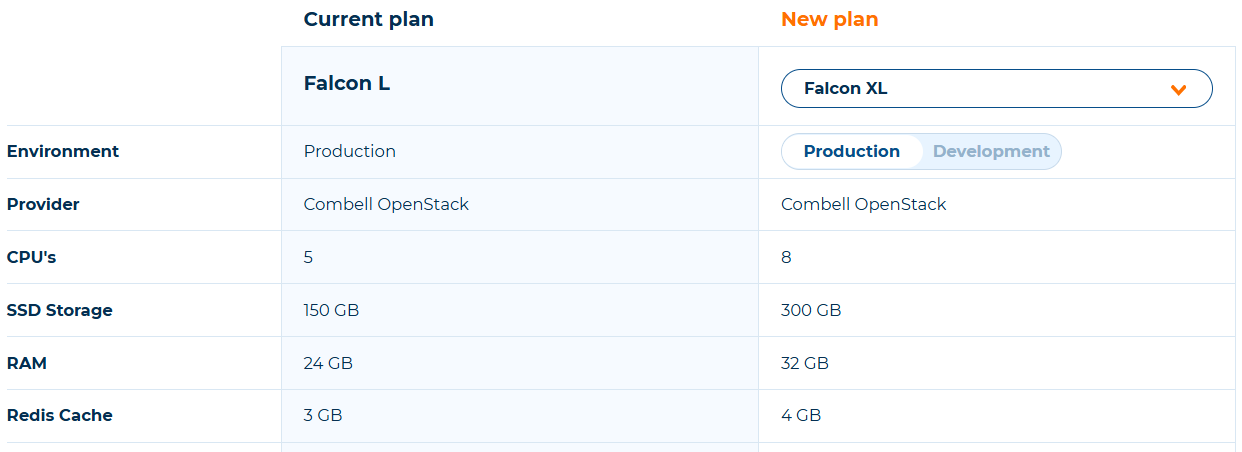 Current plan New plan
Falcon L Falcon XL
Environment Production Production Development
Provider Combell OpenStack Combell OpenStack
CPU's 5 8
SSD Storage 150 GB 300 GB
RAM 24 GB 32 GB
Redis Cache 3 GB 4 GB